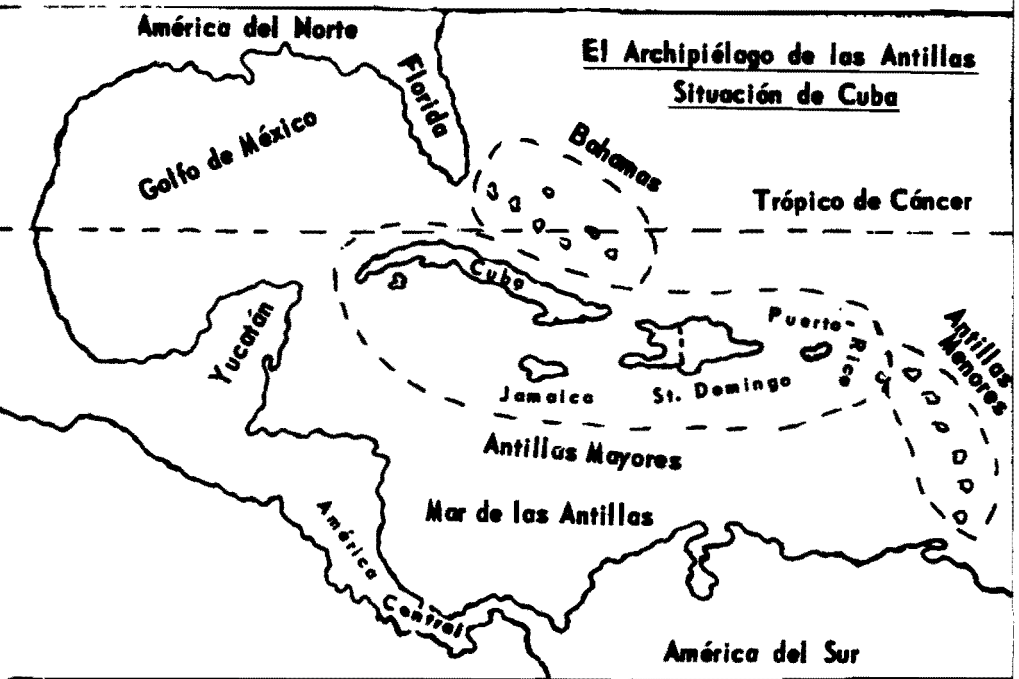 América del Norte
El Archipiélago de las Antillas
Situación de Cuba
Florida
Golfo de México
Bahamas
Trópico de Cáncer
Cuba
Yucatán
Puerto-
Rico
Antillas
Menores
Jamaica
St. Domingo
Antillas Mayores
Mar de las Antillas
América
Central
América del Sur